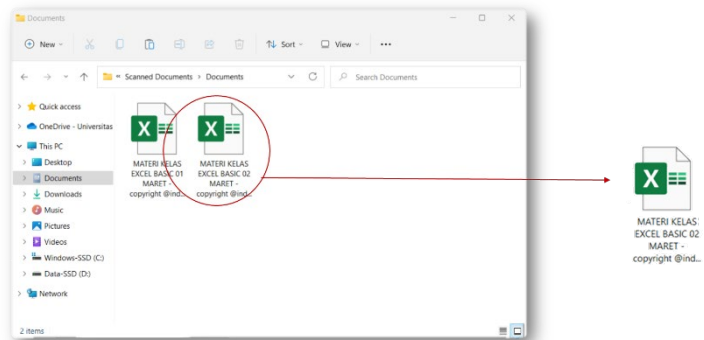 Documents
New
Sort
View
Scanned Documents > Documents
Search Documents
Quick access
OneDrive - Universitas
This PC
Desktop
Documents
Downloads
Music
Pictures
Videos
Windows-SSD (C:)
Data-SSD (D:)
Network
MATERI KELAS
EXCEL BASIC 01
MARET -
copyright @ind...
MATERI KELAS
EXCEL BASIC 02
MARET -
copyright @ind...
2 items
MATERI KELAS
EXCEL BASIC 02
MARET -
copyright @ind...